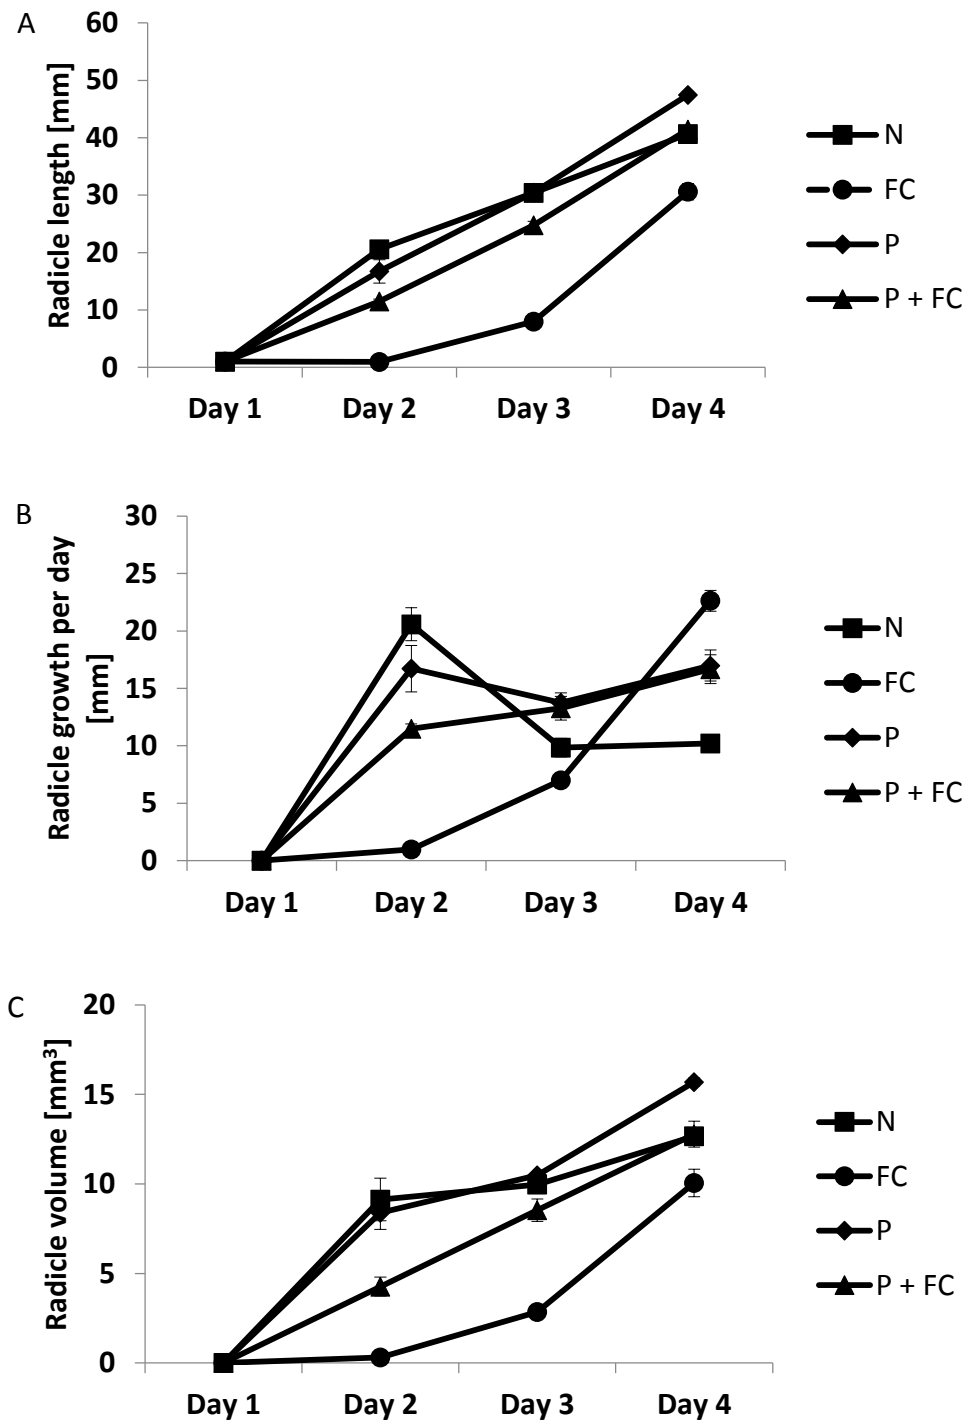 A
Radicle length [mm]
60
50
40
30
20
10
0
Day 1 Day 2 Day 3 Day 4
N
FC
P
P + FC
B
Radicle growth per day
[mm]
30
25
20
15
10
5
0
Day 1 Day 2 Day 3 Day 4
N
FC
P
P + FC
C
Radicle volume [mm³]
20
15
10
5
0
Day 1 Day 2 Day 3 Day 4
N
FC
P
P + FC